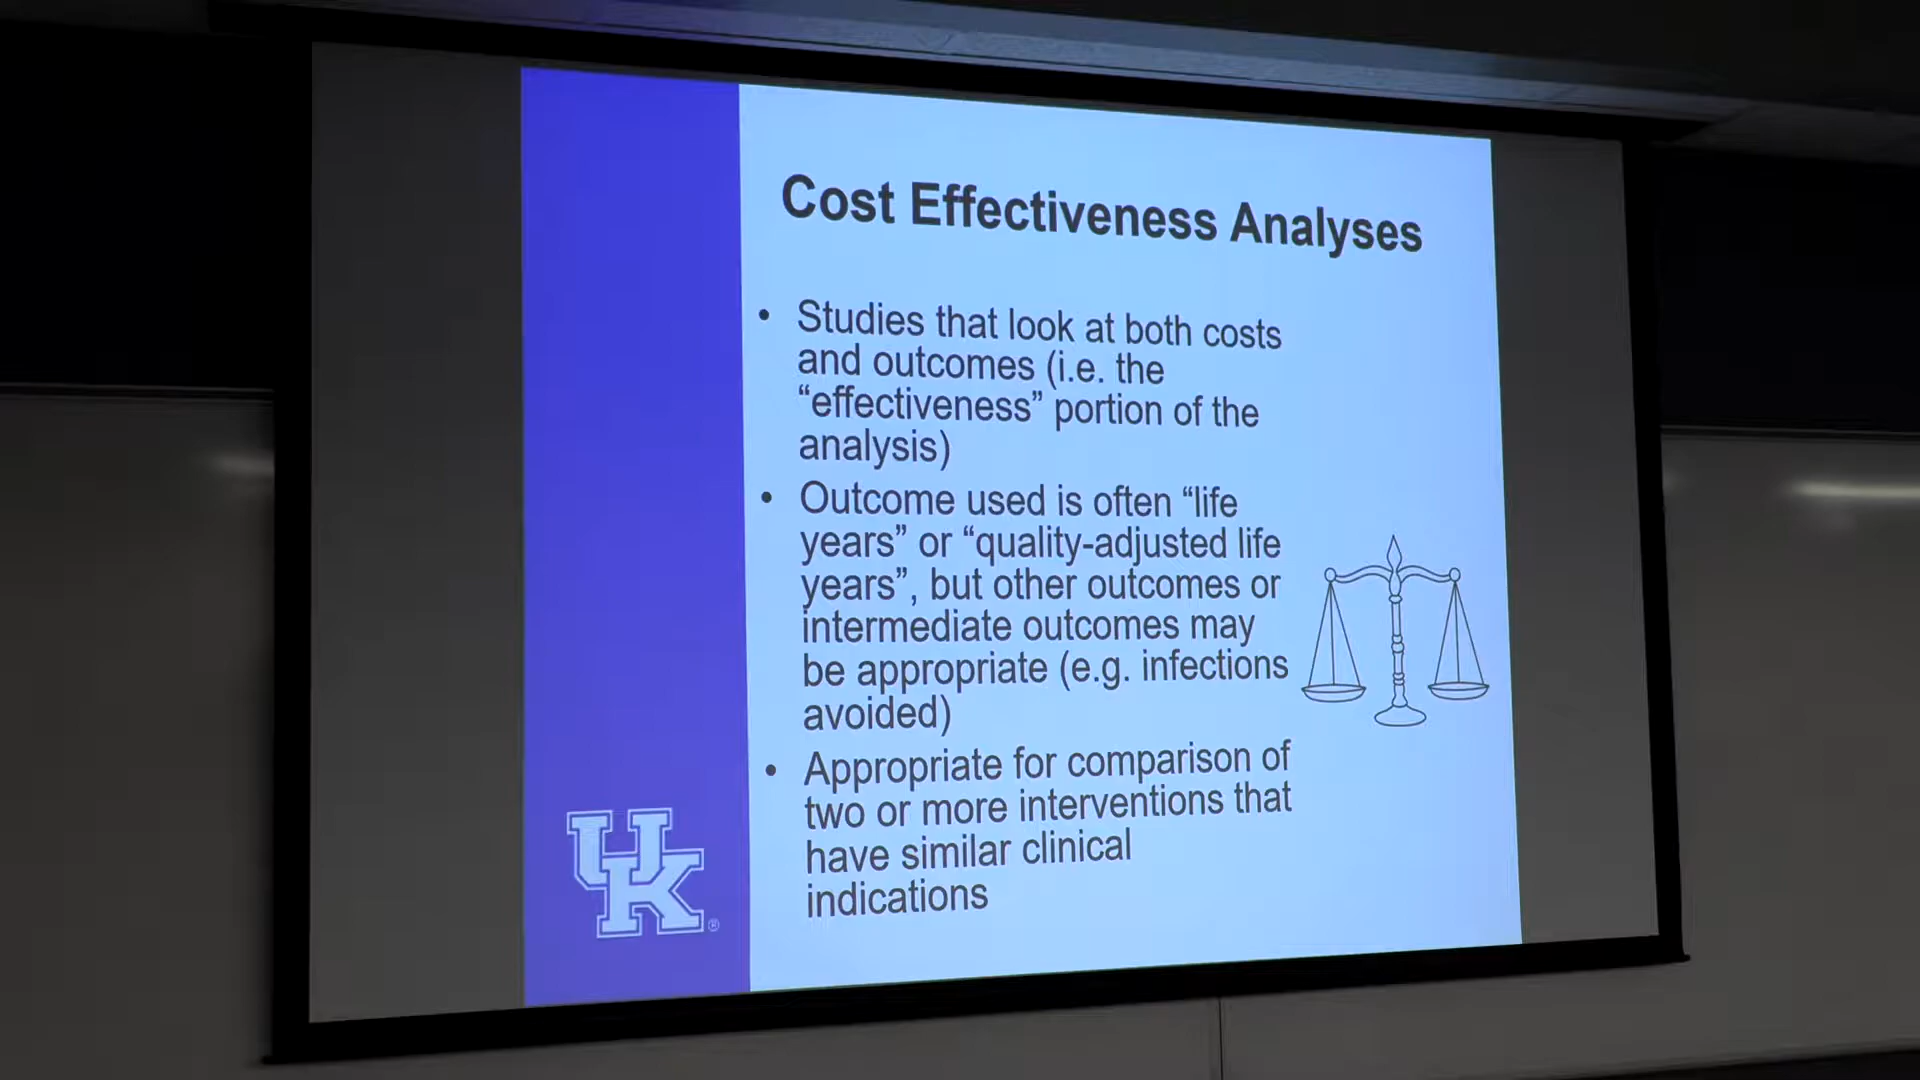 Cost Effectiveness Analyses
• Studies that look at both costs
and outcomes (i.e. the
“effectiveness” portion of the
analysis)
• Outcome used is often “life
years” or “quality-adjusted life
years”, but other outcomes or
intermediate outcomes may
be appropriate (e.g. infections
avoided)
• Appropriate for comparison of
two or more interventions that
have similar clinical
indications
UK®